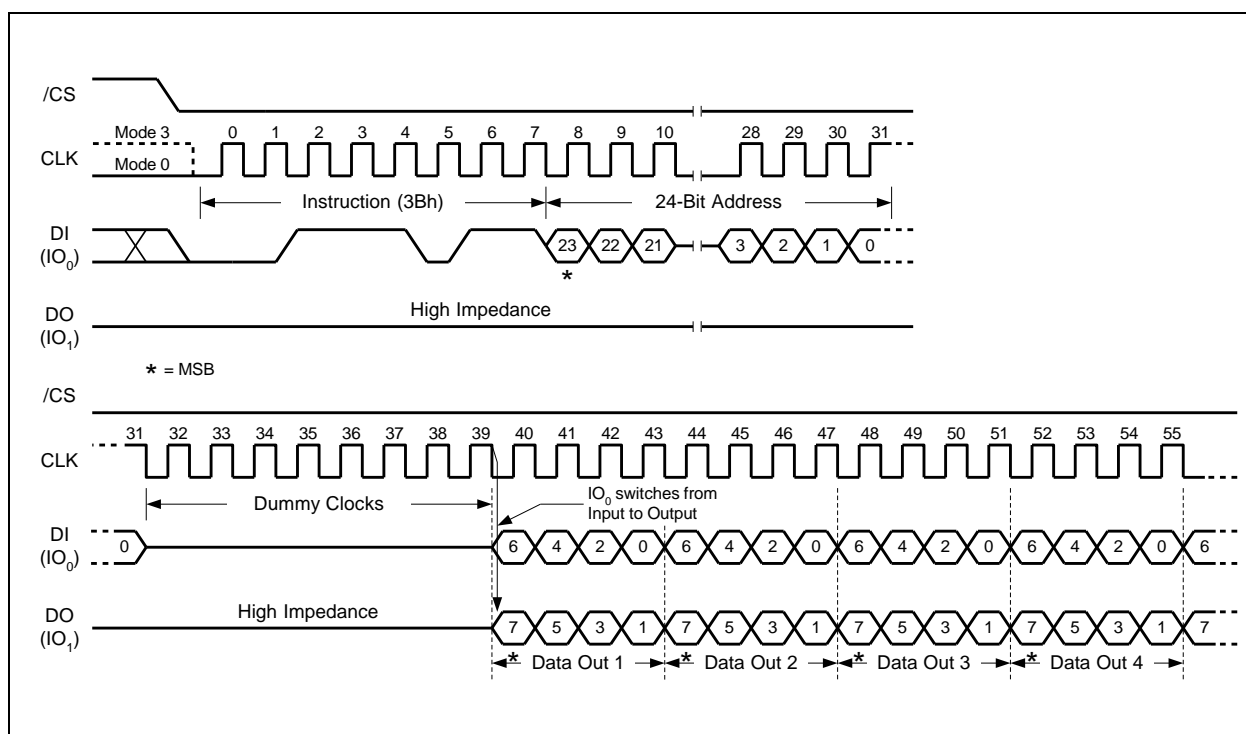 /CS
Mode 3 0 1 2 3 4 5 6 7 8 9 10 28 29 30 31
CLK
Mode 0
Instruction (3Bh) 24-Bit Address
DI
(IO0) 23 22 21 3 2 1 0
*
High Impedance
DO
(IO1)
* = MSB
/CS
31 32 33 34 35 36 37 38 39 40 41 42 43 44 45 46 47 48 49 50 51 52 53 54 55
CLK
Dummy Clocks
IO0 switches from
Input to Output
DI
(IO0) 0 6 4 2 0 6 4 2 0 6 4 2 0 6 4 2 0 6
High Impedance
DO
(IO1) 7 5 3 1 7 5 3 1 7 5 3 1 7 5 3 1 7
* Data Out 1 * Data Out 2 * Data Out 3 * Data Out 4